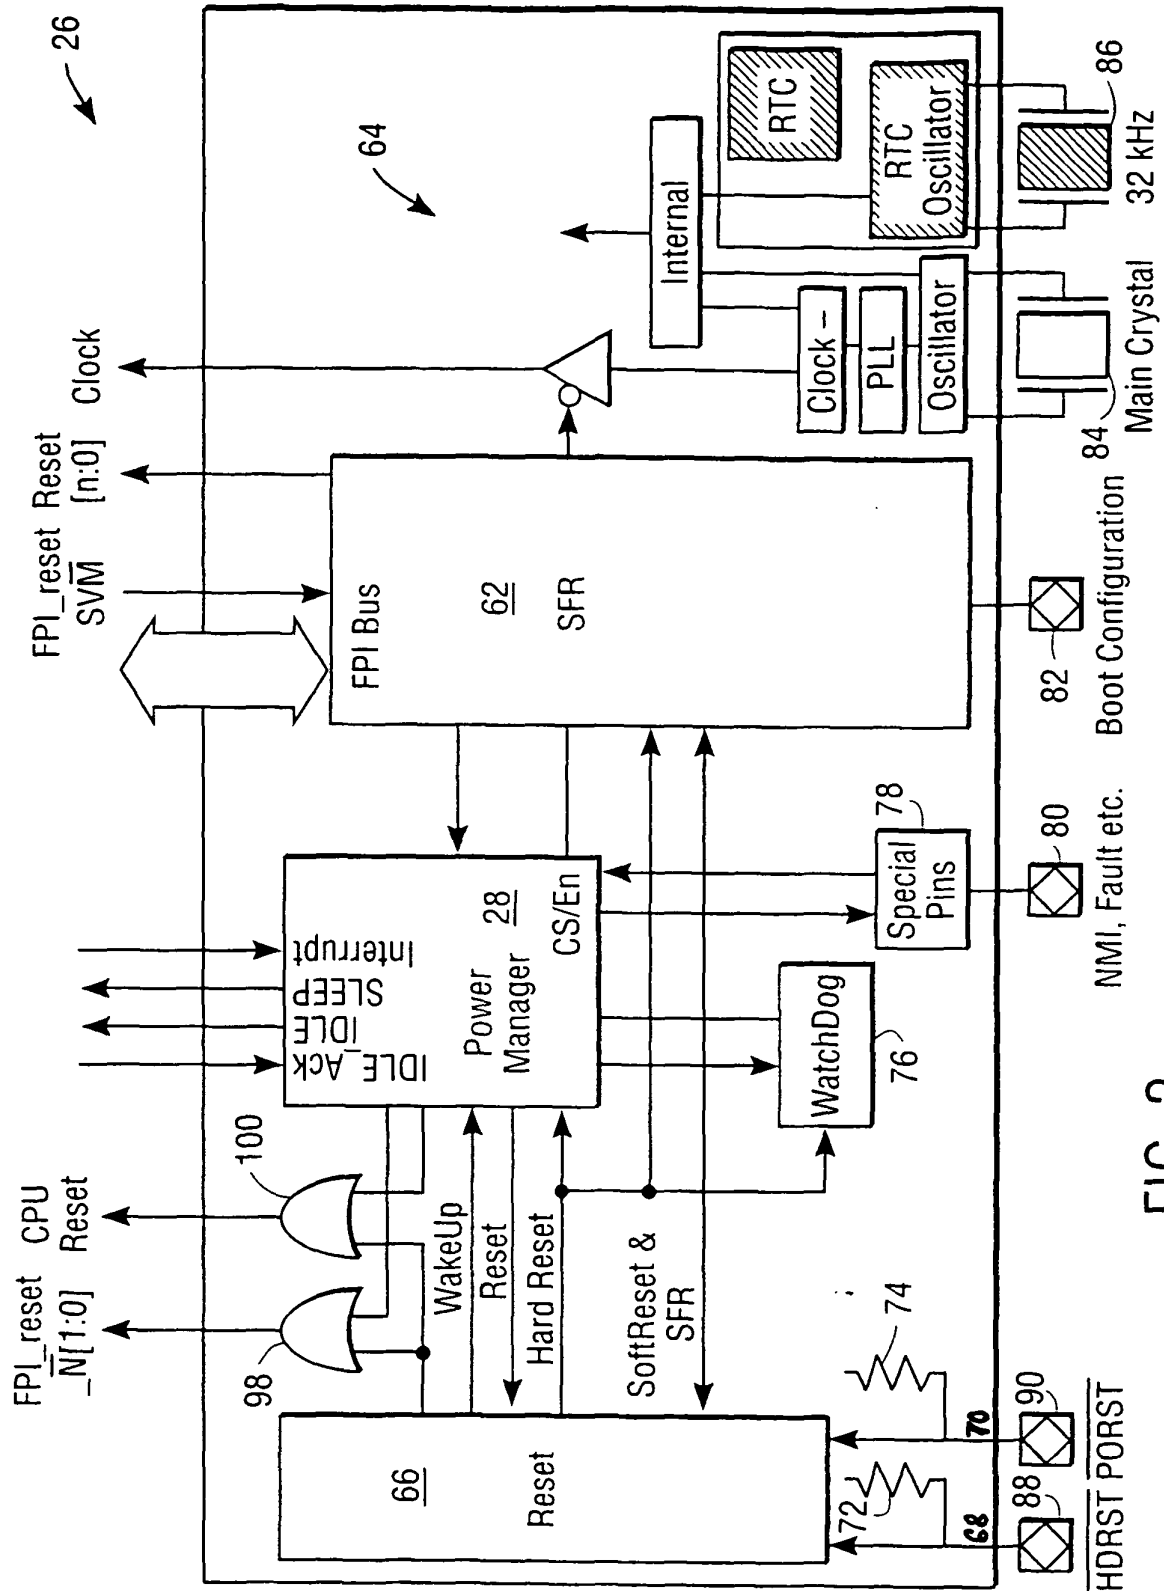 26
64
FPI_reset
_N[1:0]
CPU
Reset
FPI_reset
SVM
Reset
[n:0]
Clock
98
100
IDLE_Ack
IDLE
SLEEP
Interrupt
Power
Manager
28
CS/En
FPI Bus
62
SFR
Internal
RTC
RTC
Oscillator
Clock –
PLL
Oscillator
WakeUp
Reset
Hard Reset
SoftReset &
SFR
66
Reset
WatchDog
76
Special
Pins
78
72
74
68
70
88
90
80
82
84
86
HDRST
PORST
NMI, Fault etc.
Boot Configuration
Main Crystal
32 kHz